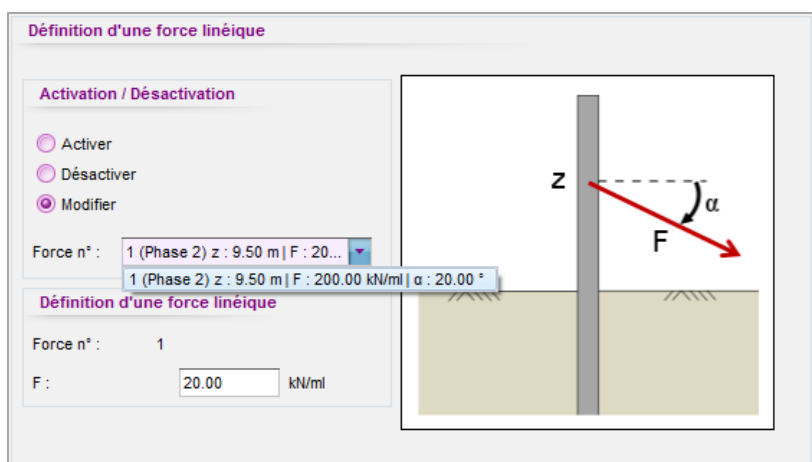 Définition d'une force linéique
Activation / Désactivation
Activer
Désactiver
Modifier
Force n° : 1 (Phase 2) z : 9.50 m | F : 20...
1 (Phase 2) z : 9.50 m | F : 200.00 kN/ml | α : 20.00 °
Définition d'une force linéique
Force n° : 1
F : 20.00 kN/ml
z
α
F